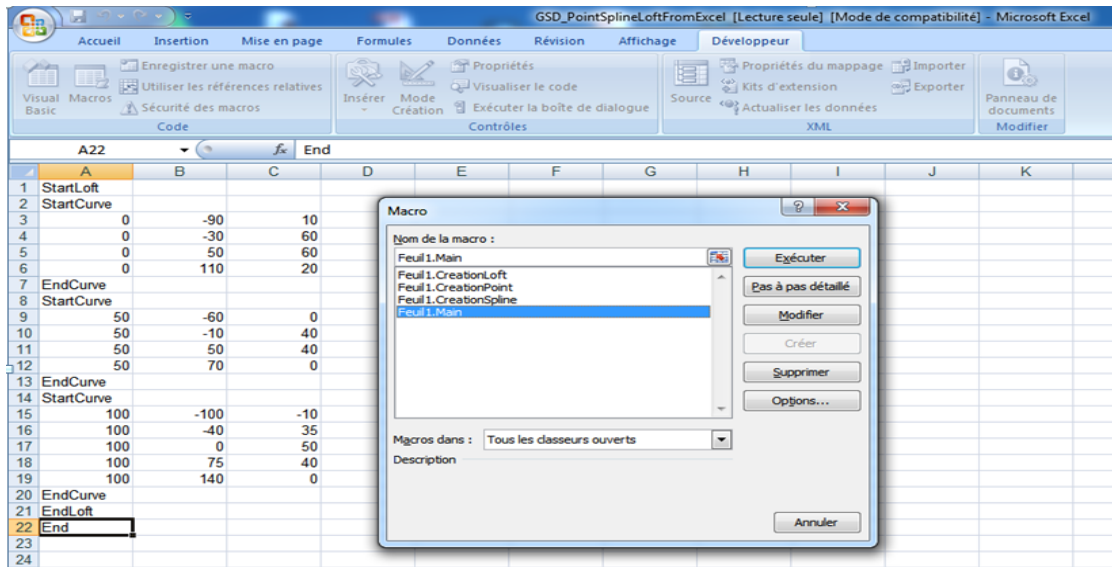 GSD_PointSplineLoftFromExcel [Lecture seule] [Mode de compatibilité] - Microsoft Excel
Accueil Insertion Mise en page Formules Données Révision Affichage Développeur
Visual Basic
Macros
Enregistrer une macro
Utiliser les références relatives
Sécurité des macros
Code
Insérer
Mode Création
Propriétés
Visualiser le code
Exécuter la boîte de dialogue
Contrôles
Source
Propriétés du mappage
Kits d'extension
Actualiser les données
Importer
Exporter
XML
Panneau de documents
Modifier
A22 fx End
A B C D E F G H I J K
1 StartLoft
2 StartCurve
3 0 -90 10
4 0 -30 60
5 0 50 60
6 0 110 20
7 EndCurve
8 StartCurve
9 50 -60 0
10 50 -10 40
11 50 50 40
12 50 70 0
13 EndCurve
14 StartCurve
15 100 -100 -10
16 100 -40 35
17 100 0 50
18 100 75 40
19 100 140 0
20 EndCurve
21 EndLoft
22 End
23
24
Macro
Nom de la macro :
Feuil1.Main
Feuil1.CreationLoft
Feuil1.CreationPoint
Feuil1.CreationSpline
Feuil1.Main
Exécuter
Pas à pas détaillé
Modifier
Créer
Supprimer
Options...
Macros dans : Tous les classeurs ouverts
Description
Annuler